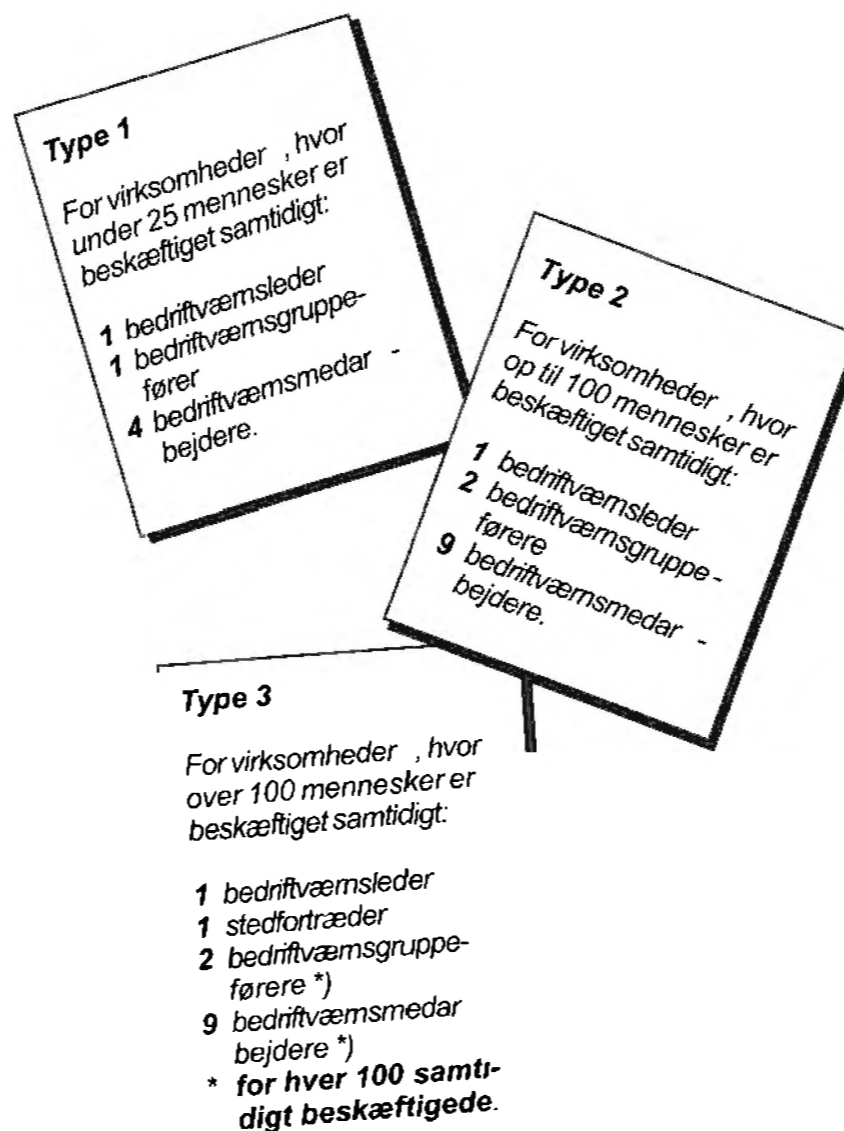 Type 1
For virksomheder , hvor
under 25 mennesker er
beskæftiget samtidigt:
1 bedriftværnsleder
1 bedriftværnsgruppe-
fører
4 bedriftværnsmedar -
bejdere.
Type 2
For virksomheder , hvor
op til 100 mennesker er
beskæftiget samtidigt:
1 bedriftværnsleder
2 bedriftværnsgruppe -
førere
9 bedriftværnsmedar -
bejdere.
Type 3
For virksomheder , hvor
over 100 mennesker er
beskæftiget samtidigt:
1 bedriftværnsleder
1 stedfortræder
2 bedriftværnsgruppe-
førere *)
9 bedriftværnsmedar
bejdere *)
* for hver 100 samti-
digt beskæftigede.